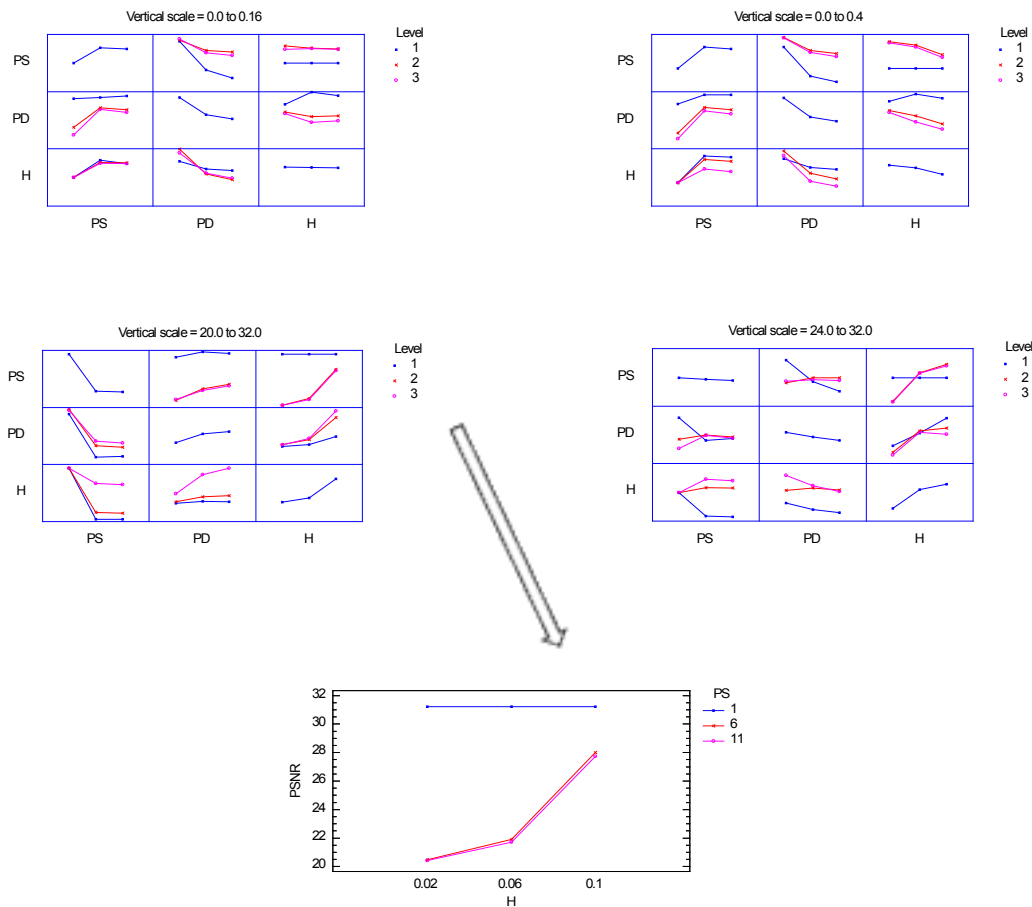 Vertical scale = 0.0 to 0.16
Level
1
2
3
PS
PD
H
PS PD H
Vertical scale = 0.0 to 0.4
Level
1
2
3
PS
PD
H
PS PD H
Vertical scale = 20.0 to 32.0
Level
1
2
3
PS
PD
H
PS PD H
Vertical scale = 24.0 to 32.0
Level
1
2
3
PS
PD
H
PS PD H
PS
1
6
11
PSNR
32
30
28
26
24
22
20
0.02 0.06 0.1
H